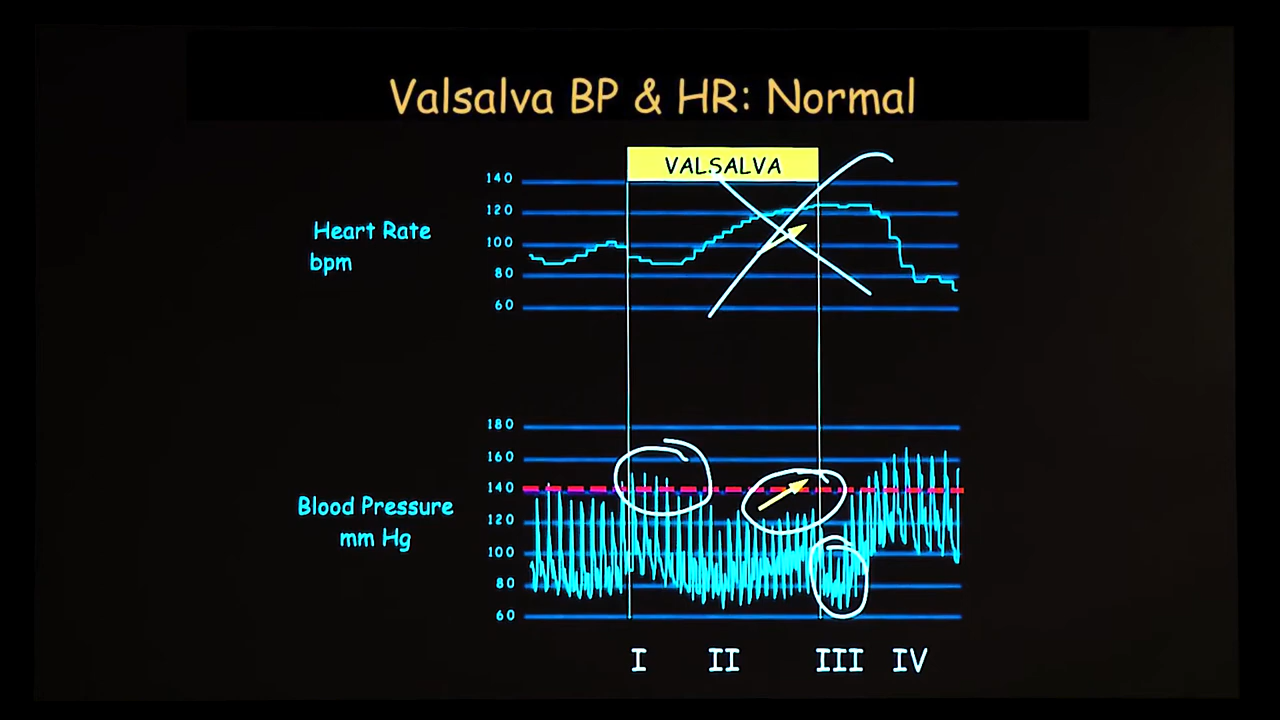 Valsalva BP & HR: Normal
VALSALVA
140
120
100
80
60
Heart Rate
bpm
180
160
140
120
100
80
60
Blood Pressure
mm Hg
I II III IV